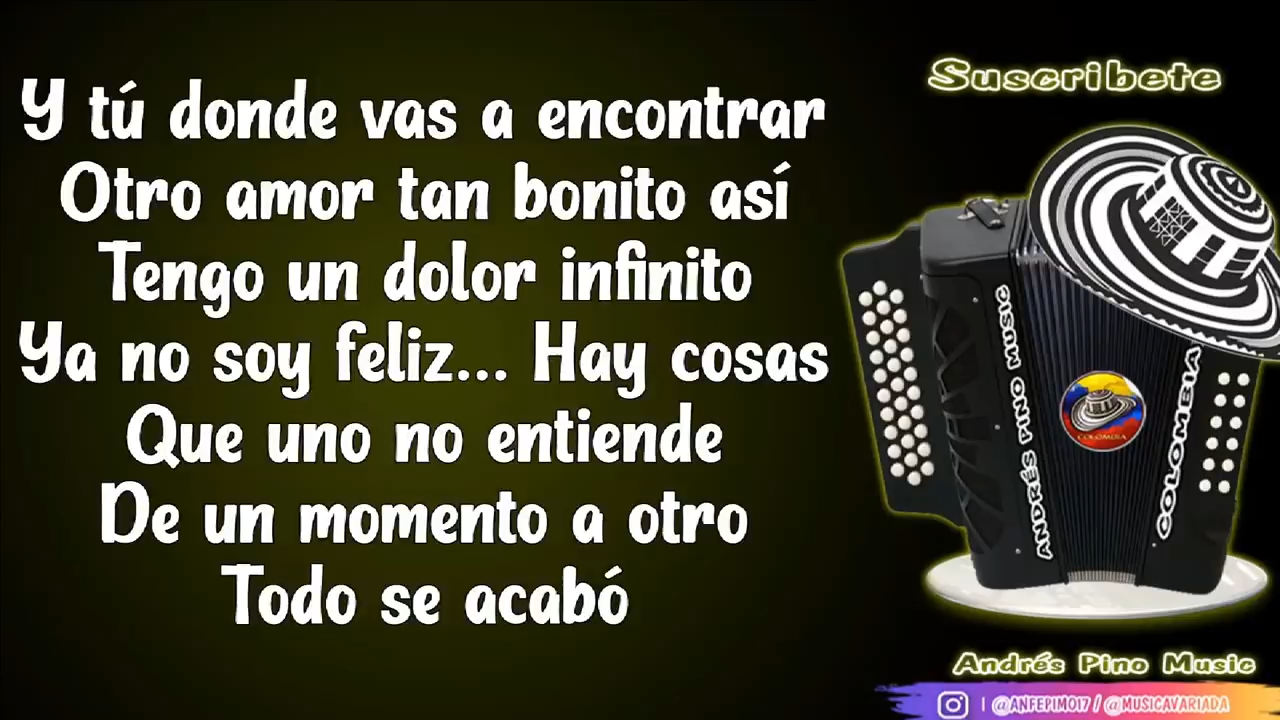 Y tú donde vas a encontrar
Otro amor tan bonito así
Tengo un dolor infinito
Ya no soy feliz... Hay cosas
Que uno no entiende
De un momento a otro
Todo se acabó
Suscribete
ANDRÉS PINO MUSIC
COLOMBIA
COLOMBIA
Andrés Pino Music
| @ANFEPIMO17 / @MUSICAVARIADA